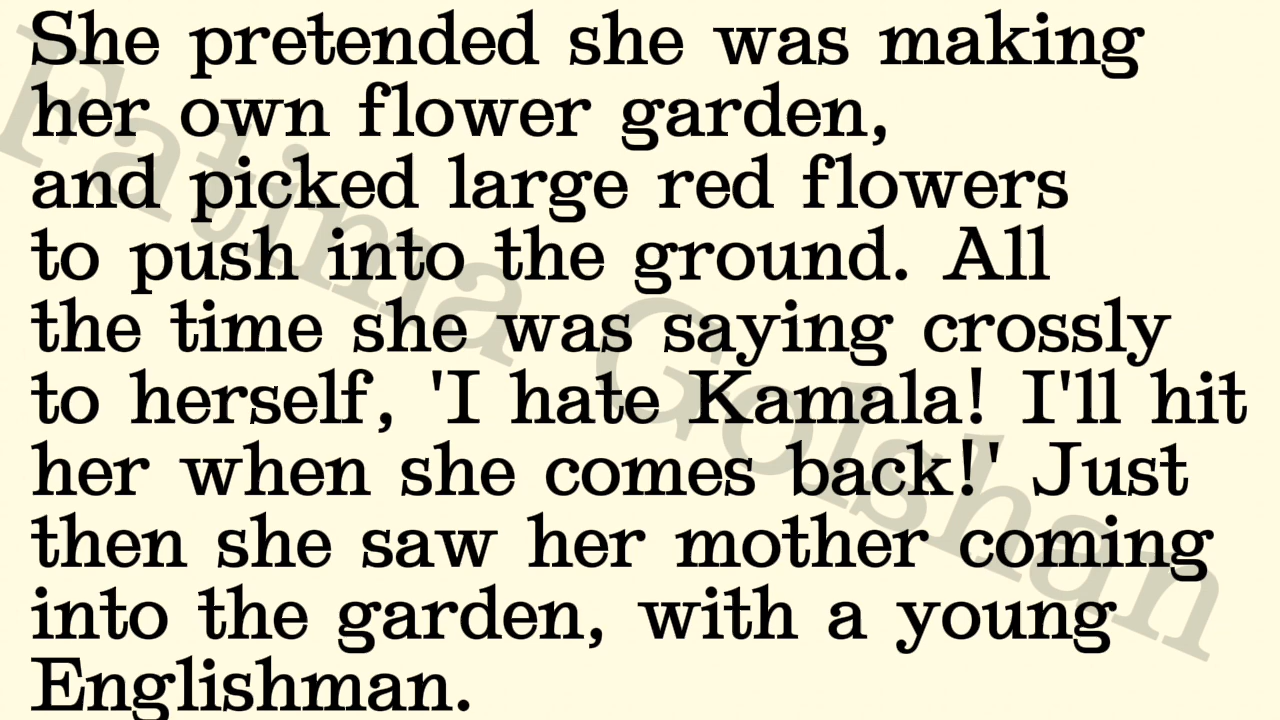 She pretended she was making
her own flower garden,
and picked large red flowers
to push into the ground. All
the time she was saying crossly
to herself, 'I hate Kamala! I'll hit
her when she comes back!' Just
then she saw her mother coming
into the garden, with a young
Englishman.
Fatima Golshan